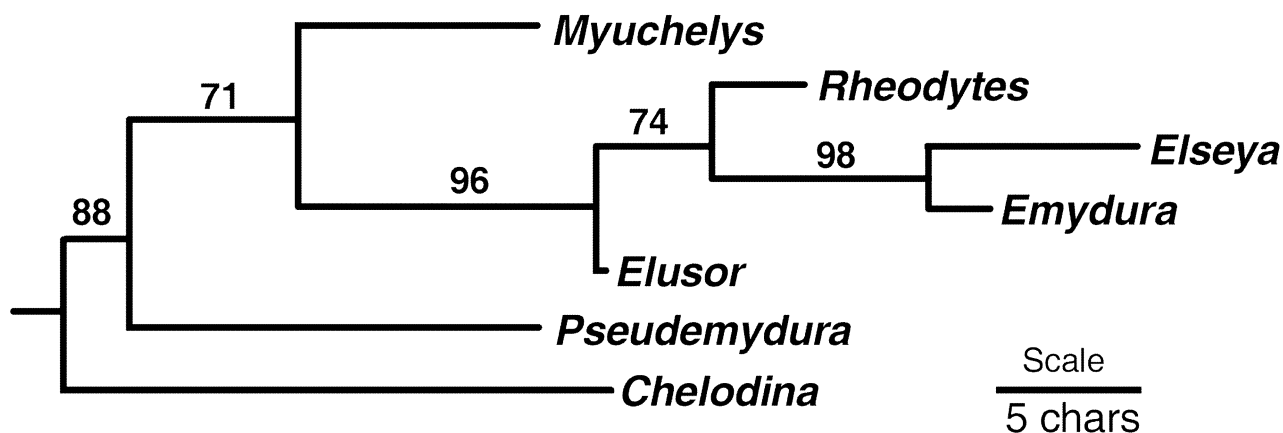 Myuchelys
Rheodytes
71
74
98
Elseya
96
Emydura
88
Elusor
Pseudemydura
Scale
Chelodina
5 chars